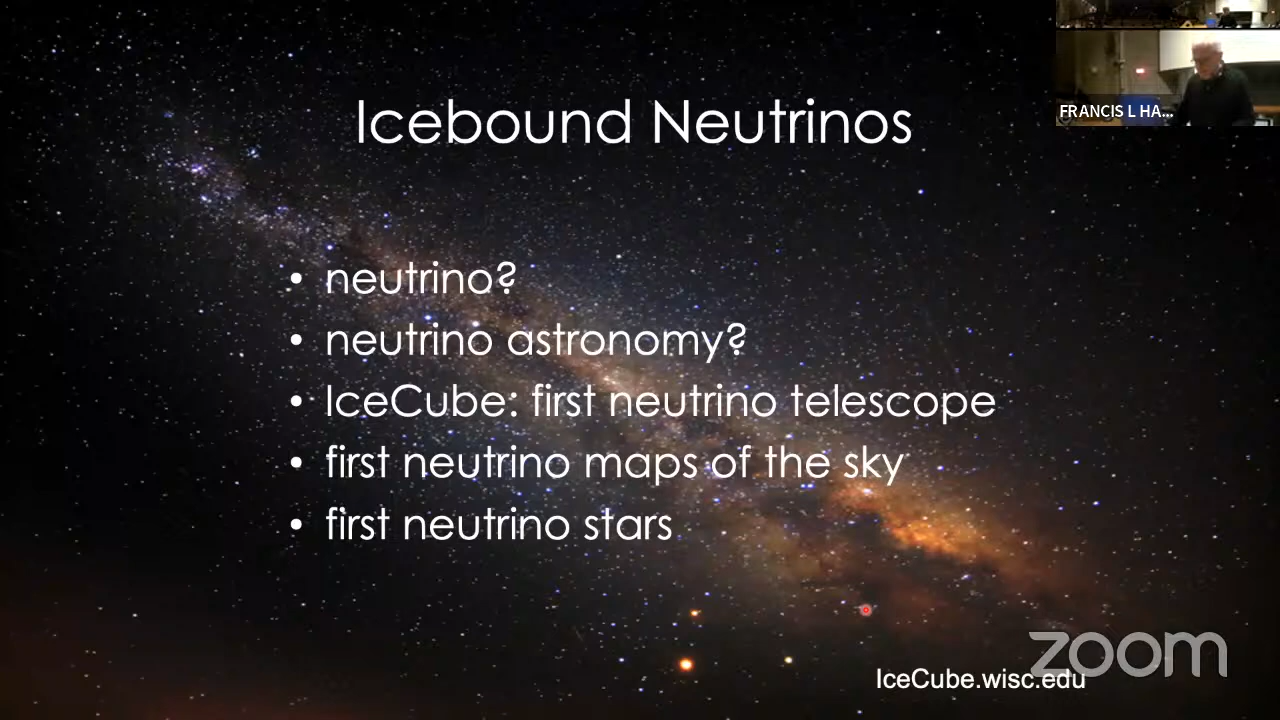 Icebound Neutrinos
FRANCIS L HA...
• neutrino?
• neutrino astronomy?
• IceCube: first neutrino telescope
• first neutrino maps of the sky
• first neutrino stars
zoom
IceCube.wisc.edu